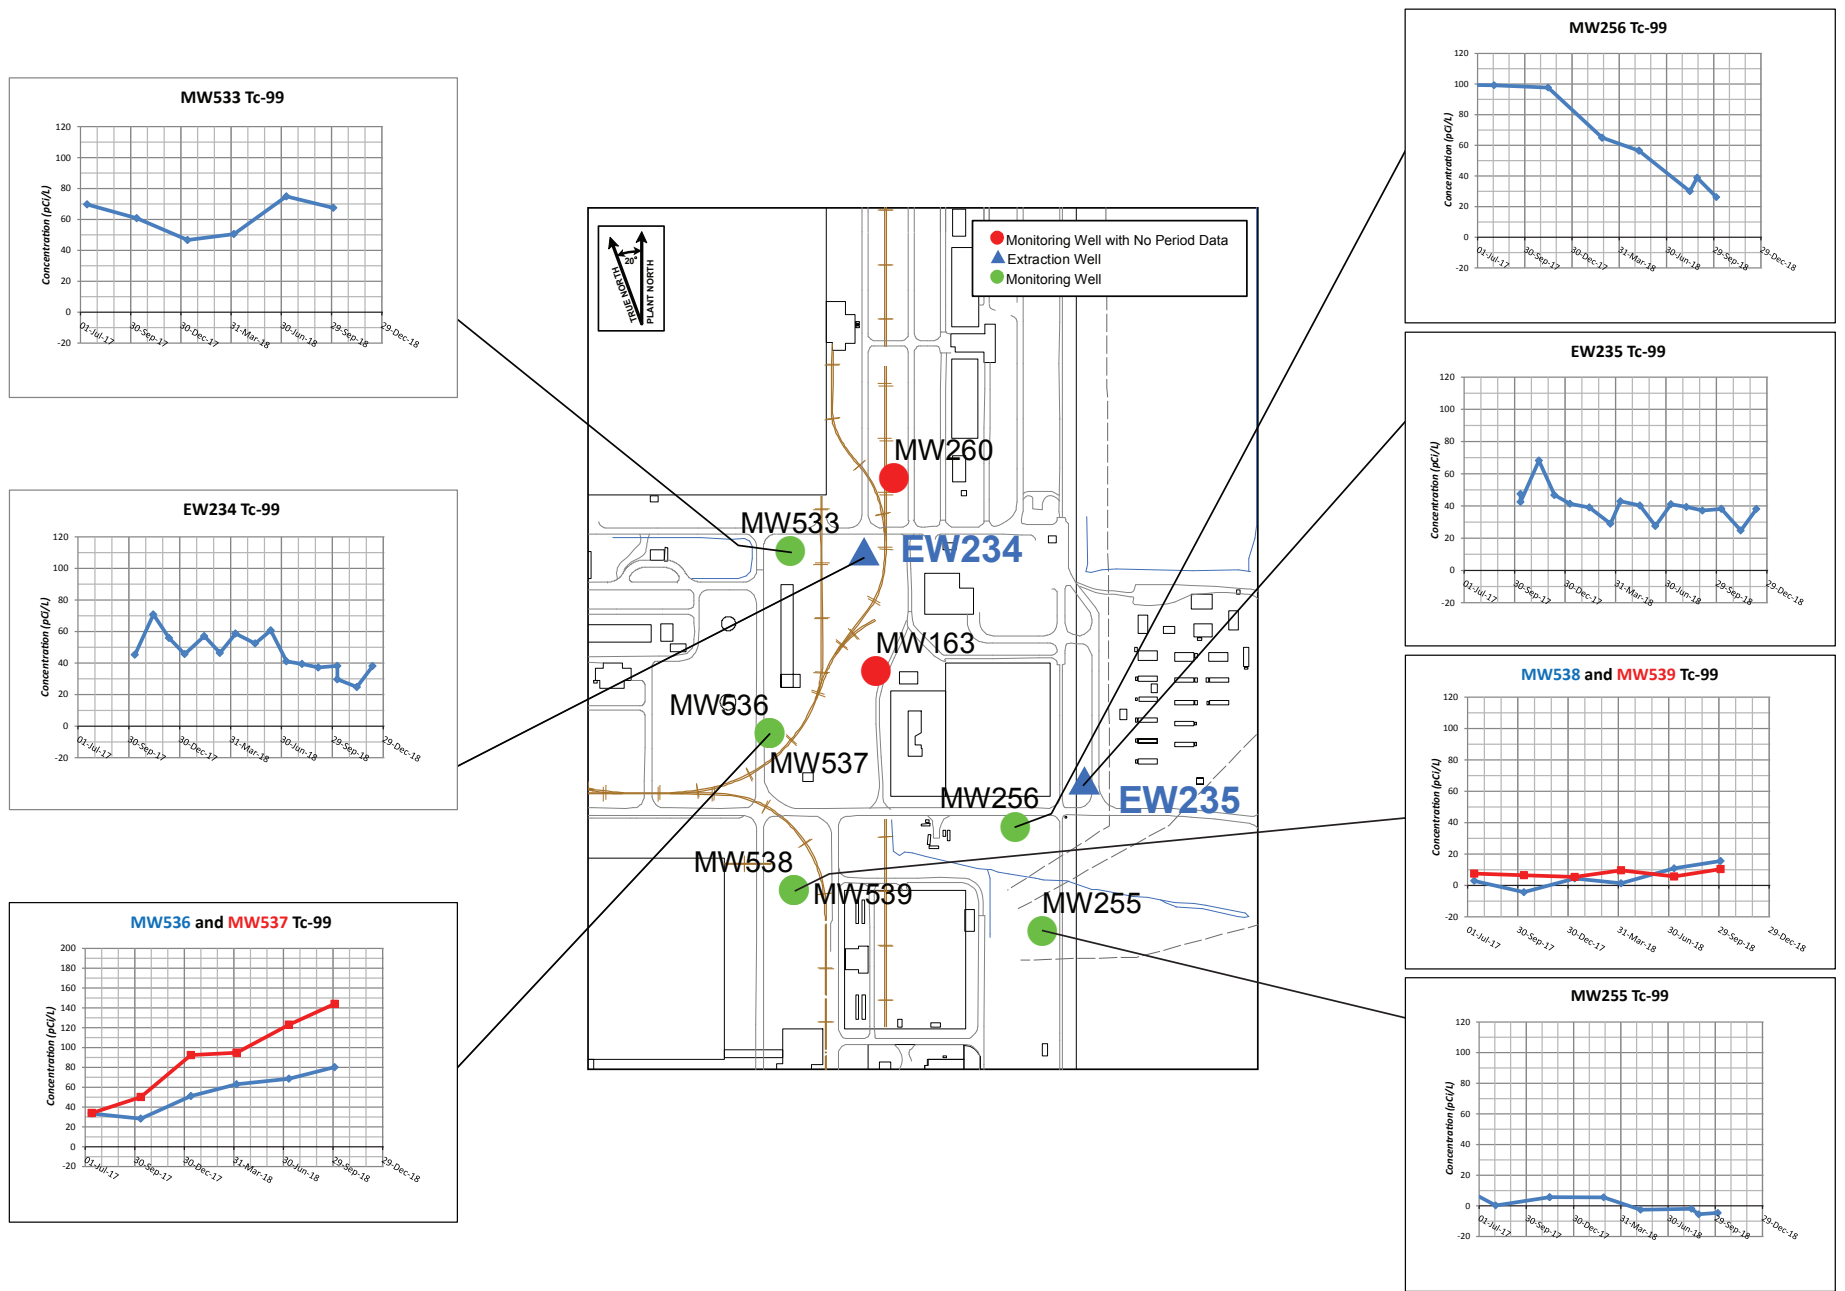 MW533 Tc-99
Concentration (pCi/L)
120
100
80
60
40
20
0
-20
01-Jul-17
30-Sep-17
30-Dec-17
31-Mar-18
30-Jun-18
29-Sep-18
29-Dec-18
EW234 Tc-99
Concentration (pCi/L)
120
100
80
60
40
20
0
-20
01-Jul-17
30-Sep-17
30-Dec-17
31-Mar-18
30-Jun-18
29-Sep-18
29-Dec-18
MW536 and MW537 Tc-99
Concentration (pCi/L)
200
180
160
140
120
100
80
60
40
20
0
-20
01-Jul-17
30-Sep-17
30-Dec-17
31-Mar-18
30-Jun-18
29-Sep-18
29-Dec-18
TRUE NORTH
20°
PLANT NORTH
Monitoring Well with No Period Data
Extraction Well
Monitoring Well
MW260
MW533
EW234
MW163
MW536
MW537
MW256
EW235
MW538
MW539
MW255
MW256 Tc-99
Concentration (pCi/L)
120
100
80
60
40
20
0
-20
01-Jul-17
30-Sep-17
30-Dec-17
31-Mar-18
30-Jun-18
29-Sep-18
29-Dec-18
EW235 Tc-99
Concentration (pCi/L)
120
100
80
60
40
20
0
-20
01-Jul-17
30-Sep-17
30-Dec-17
31-Mar-18
30-Jun-18
29-Sep-18
29-Dec-18
MW538 and MW539 Tc-99
Concentration (pCi/L)
120
100
80
60
40
20
0
-20
01-Jul-17
30-Sep-17
30-Dec-17
31-Mar-18
30-Jun-18
29-Sep-18
29-Dec-18
MW255 Tc-99
Concentration (pCi/L)
120
100
80
60
40
20
0
-20
01-Jul-17
30-Sep-17
30-Dec-17
31-Mar-18
30-Jun-18
29-Sep-18
29-Dec-18